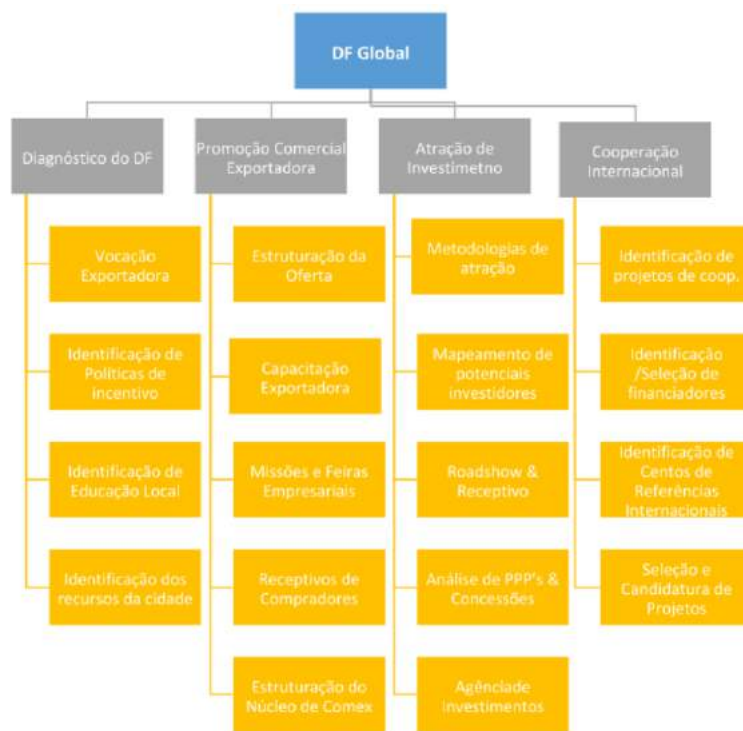 DF Global
Diagnóstico do DF
Promoção Comercial
Exportadora
Atração de
Investimetno
Cooperação
Internacional
Vocação
Exportadora
Identificação de
Políticas de
incentivo
Identificação de
Educação Local
Identificação dos
recursos da cidade
Estruturação da
Oferta
Capacitação
Exportadora
Missões e Feiras
Empresariais
Receptivos de
Compradores
Estruturação do
Núcleo de Comex
Metodologias de
atração
Mapeamento de
potenciais
investidores
Roadshow &
Receptivo
Análise de PPP's &
Concessões
Agênciade
Investimentos
Identificação de
projetos de coop.
Identificação
/Seleção de
financiadores
Identificação de
Centos de
Referências
Internacionais
Seleção e
Candidatura de
Projetos